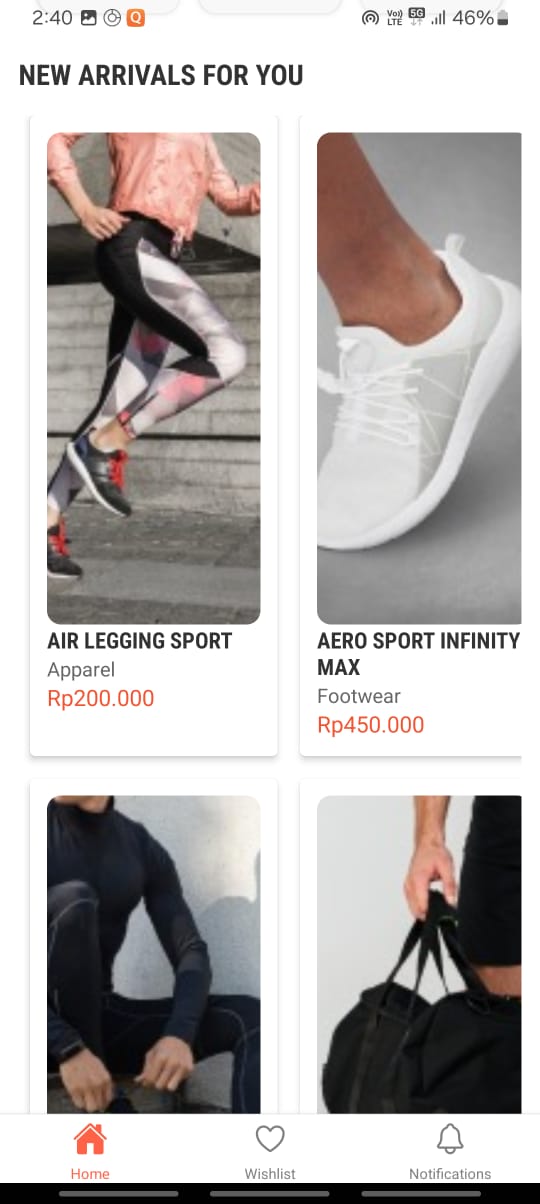 2:40 Q Vo)) LTE 5G 46%
NEW ARRIVALS FOR YOU
AIR LEGGING SPORT
Apparel
Rp200.000
AERO SPORT INFINITY
MAX
Footwear
Rp450.000
Home
Wishlist
Notifications